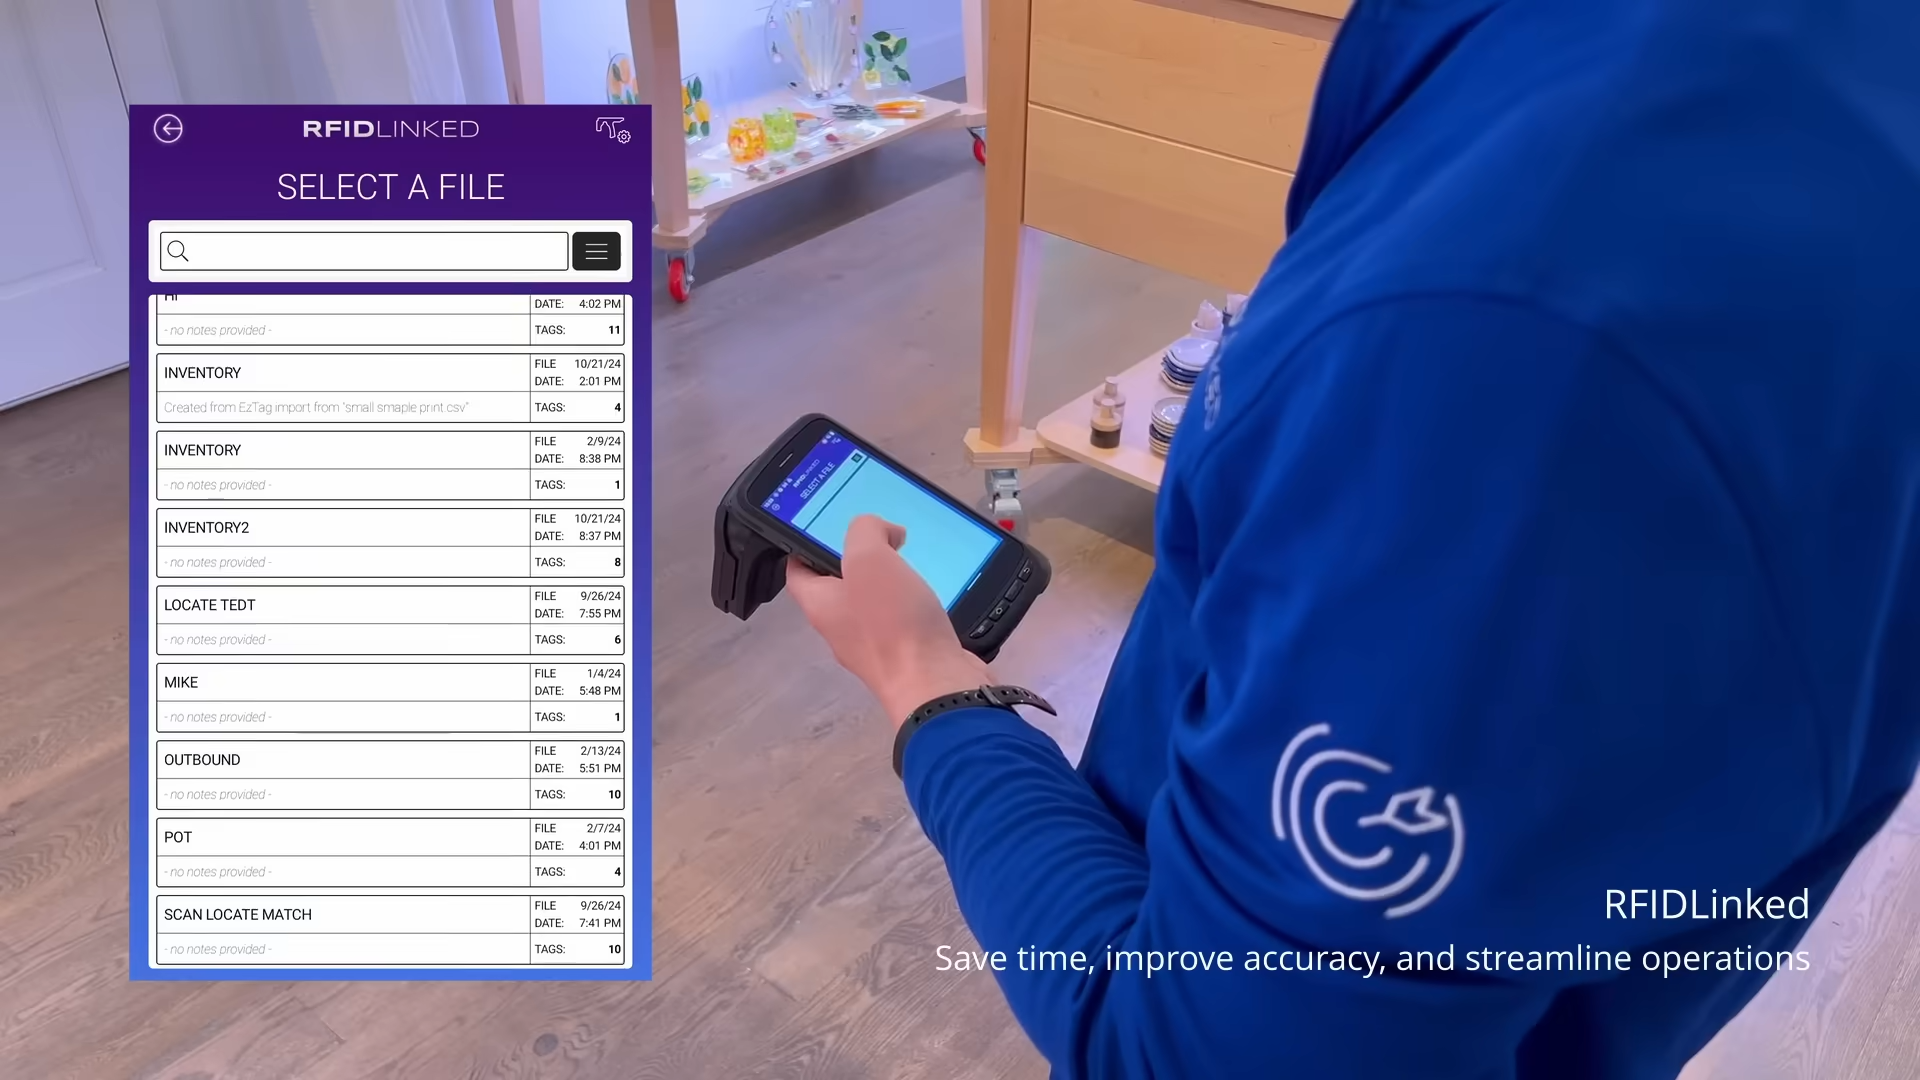 RFIDLINKED
SELECT A FILE
HI
DATE: 4:02 PM
- no notes provided -
TAGS: 11
INVENTORY
FILE 10/21/24
DATE: 2:01 PM
Created from EzTag import from "small smaple print.csv"
TAGS: 4
INVENTORY
FILE 2/9/24
DATE: 8:38 PM
- no notes provided -
TAGS: 1
INVENTORY2
FILE 10/21/24
DATE: 8:37 PM
- no notes provided -
TAGS: 8
LOCATE TEDT
FILE 9/26/24
DATE: 7:55 PM
- no notes provided -
TAGS: 6
MIKE
FILE 1/4/24
DATE: 5:48 PM
- no notes provided -
TAGS: 1
OUTBOUND
FILE 2/13/24
DATE: 5:51 PM
- no notes provided -
TAGS: 10
POT
FILE 2/7/24
DATE: 4:01 PM
- no notes provided -
TAGS: 4
SCAN LOCATE MATCH
FILE 9/26/24
DATE: 7:41 PM
- no notes provided -
TAGS: 10
RFIDLINKED
SELECT A FILE
RFIDLinked
Save time, improve accuracy, and streamline operations